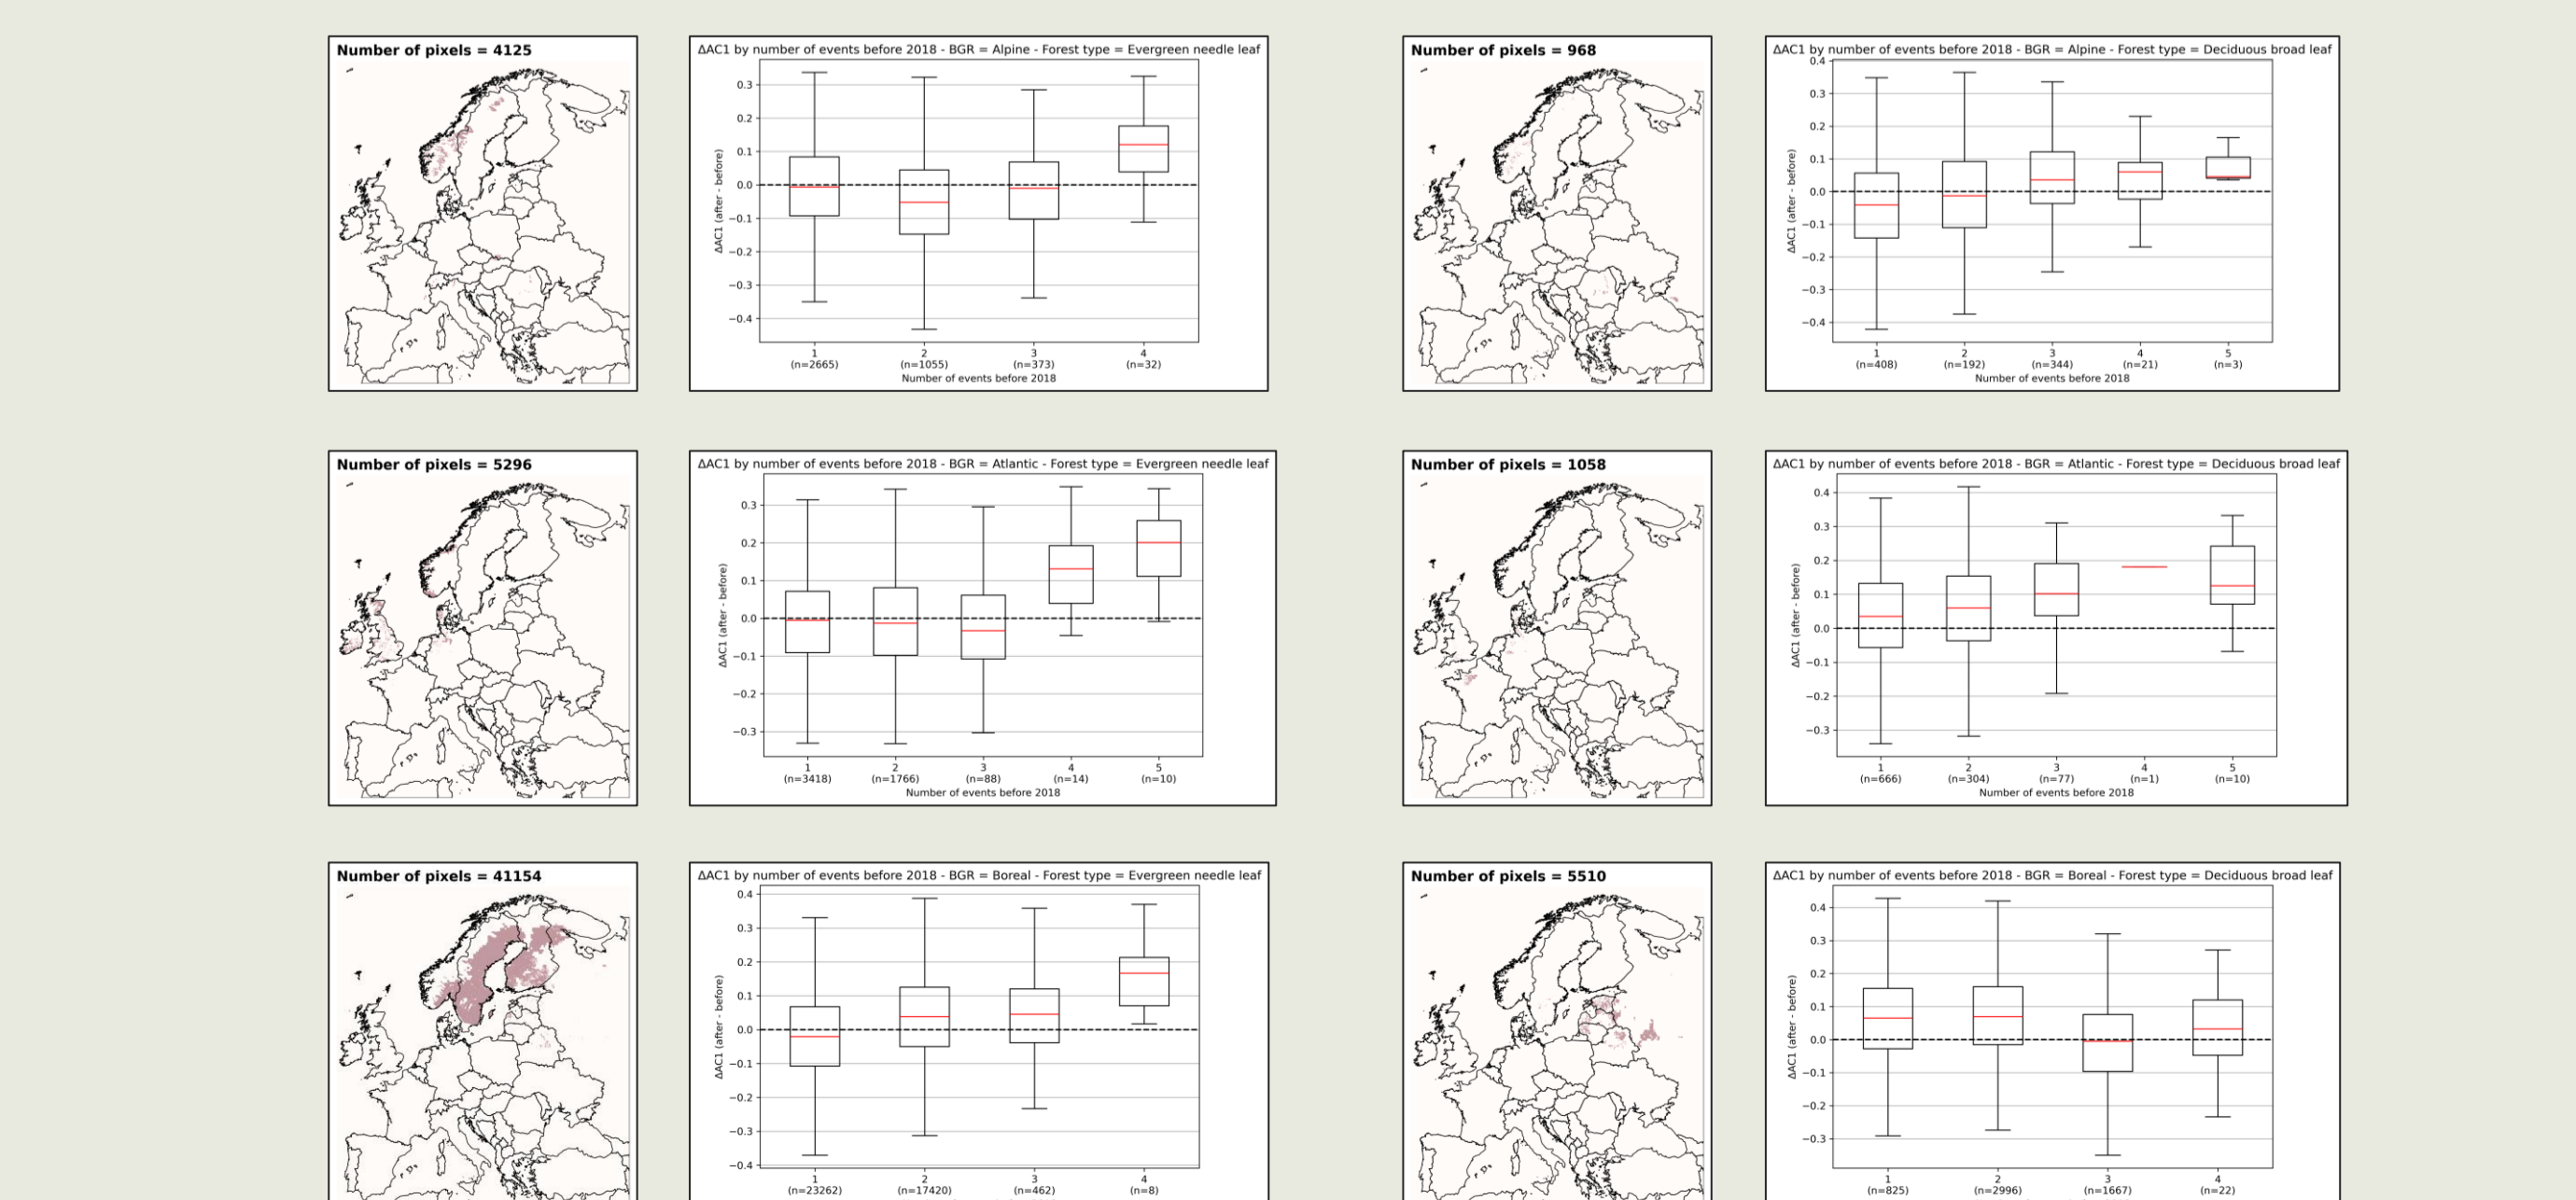 Number of pixels = 4125
ΔAC1 by number of events before 2018 - BGR = Alpine - Forest type = Evergreen needle leaf
ΔAC1 (after - before)
0.3
0.2
0.1
0.0
−0.1
−0.2
−0.3
−0.4
1 2 3 4
(n=2665) (n=1055) (n=373) (n=32)
Number of events before 2018
Number of pixels = 968
ΔAC1 by number of events before 2018 - BGR = Alpine - Forest type = Deciduous broad leaf
ΔAC1 (after - before)
0.4
0.3
0.2
0.1
0.0
−0.1
−0.2
−0.3
−0.4
1 2 3 4 5
(n=408) (n=192) (n=344) (n=21) (n=3)
Number of events before 2018
Number of pixels = 5296
ΔAC1 by number of events before 2018 - BGR = Atlantic - Forest type = Evergreen needle leaf
ΔAC1 (after - before)
0.3
0.2
0.1
0.0
−0.1
−0.2
−0.3
1 2 3 4 5
(n=3418) (n=1766) (n=88) (n=14) (n=10)
Number of events before 2018
Number of pixels = 1058
ΔAC1 by number of events before 2018 - BGR = Atlantic - Forest type = Deciduous broad leaf
ΔAC1 (after - before)
0.4
0.3
0.2
0.1
0.0
−0.1
−0.2
−0.3
1 2 3 4 5
(n=666) (n=304) (n=77) (n=1) (n=10)
Number of events before 2018
Number of pixels = 41154
ΔAC1 by number of events before 2018 - BGR = Boreal - Forest type = Evergreen needle leaf
ΔAC1 (after - before)
0.4
0.3
0.2
0.1
0.0
−0.1
−0.2
−0.3
−0.4
1 2 3 4
(n=23262) (n=17420) (n=462) (n=8)
Number of pixels = 5510
ΔAC1 by number of events before 2018 - BGR = Boreal - Forest type = Deciduous broad leaf
ΔAC1 (after - before)
0.4
0.3
0.2
0.1
0.0
−0.1
−0.2
−0.3
1 2 3 4
(n=825) (n=2996) (n=1667) (n=22)